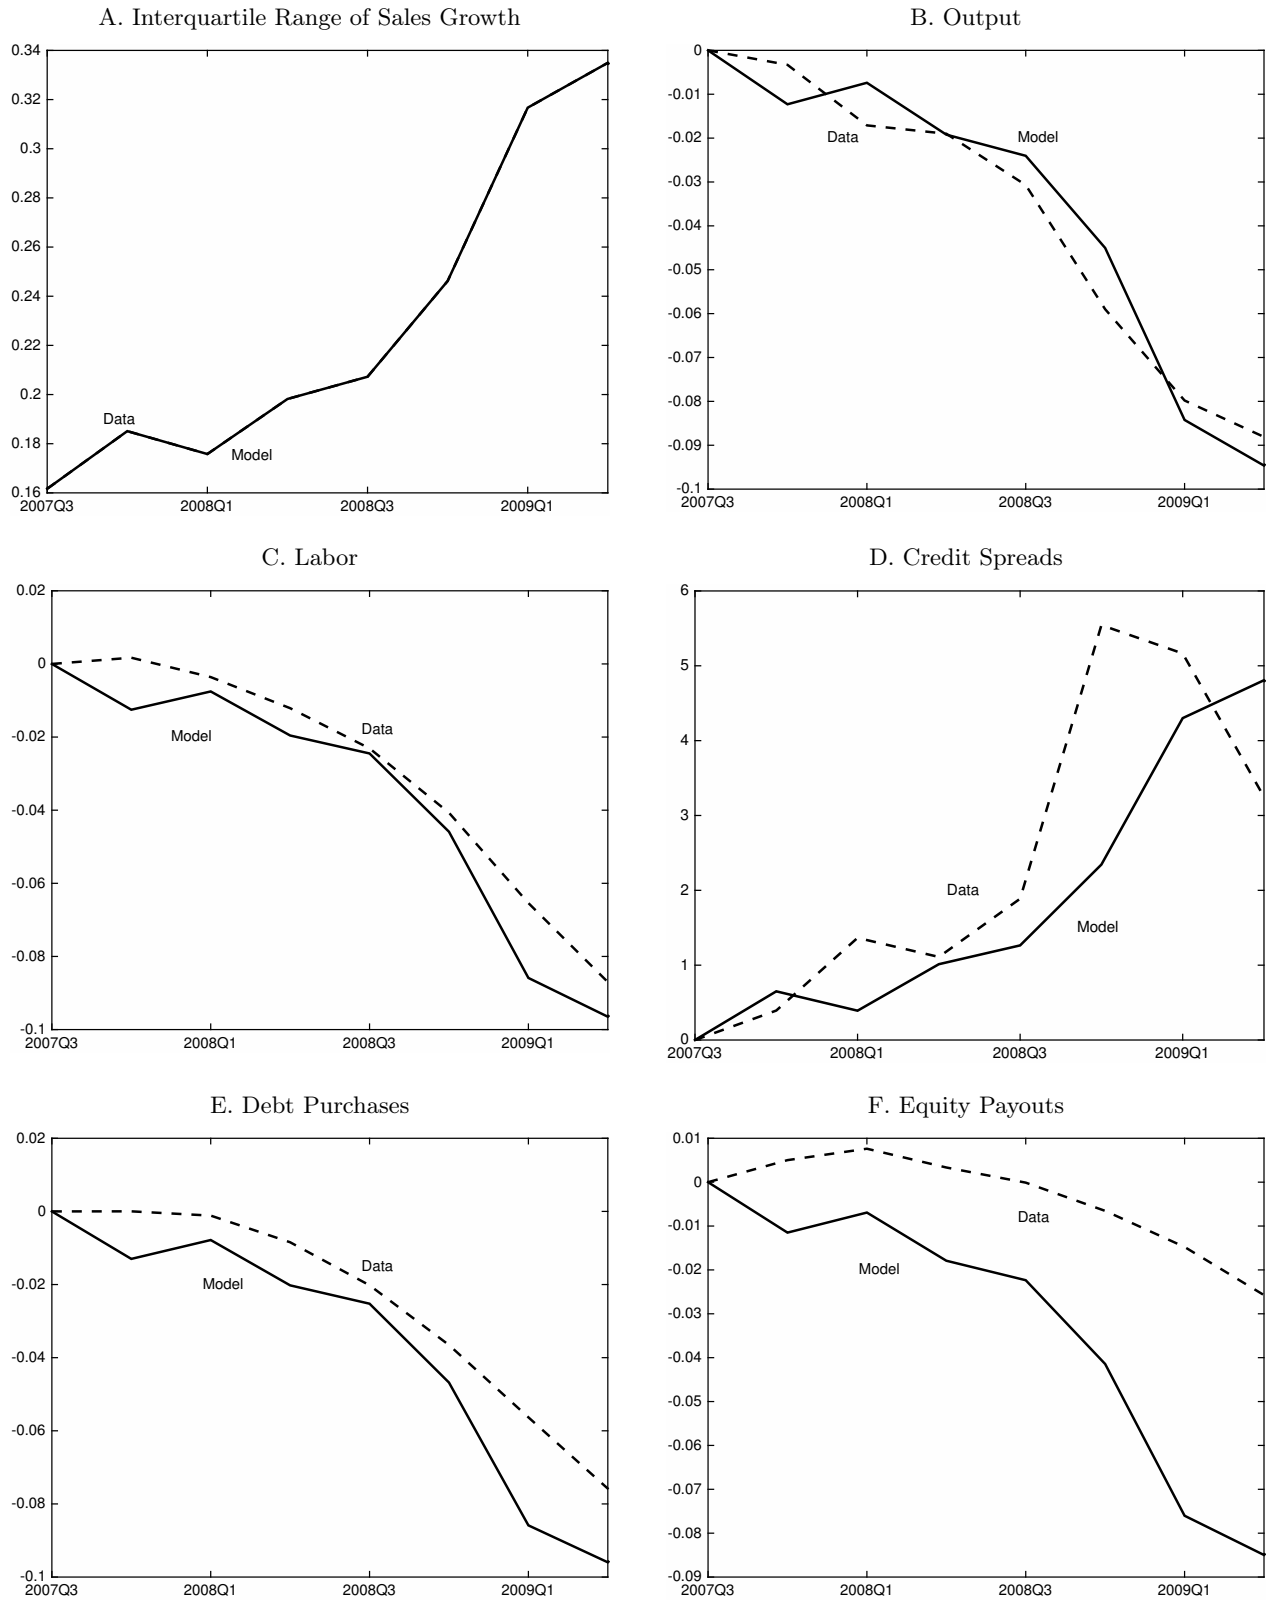 A. Interquartile Range of Sales Growth
0.34
0.32
0.3
0.28
0.26
0.24
0.22
0.2
0.18
0.16
Data
Model
2007Q3 2008Q1 2008Q3 2009Q1
B. Output
0
-0.01
-0.02
-0.03
-0.04
-0.05
-0.06
-0.07
-0.08
-0.09
-0.1
Data
Model
2007Q3 2008Q1 2008Q3 2009Q1
C. Labor
0.02
0
-0.02
-0.04
-0.06
-0.08
-0.1
Data
Model
2007Q3 2008Q1 2008Q3 2009Q1
D. Credit Spreads
6
5
4
3
2
1
0
Data
Model
2007Q3 2008Q1 2008Q3 2009Q1
E. Debt Purchases
0.02
0
-0.02
-0.04
-0.06
-0.08
-0.1
Data
Model
2007Q3 2008Q1 2008Q3 2009Q1
F. Equity Payouts
0.01
0
-0.01
-0.02
-0.03
-0.04
-0.05
-0.06
-0.07
-0.08
-0.09
Data
Model
2007Q3 2008Q1 2008Q3 2009Q1